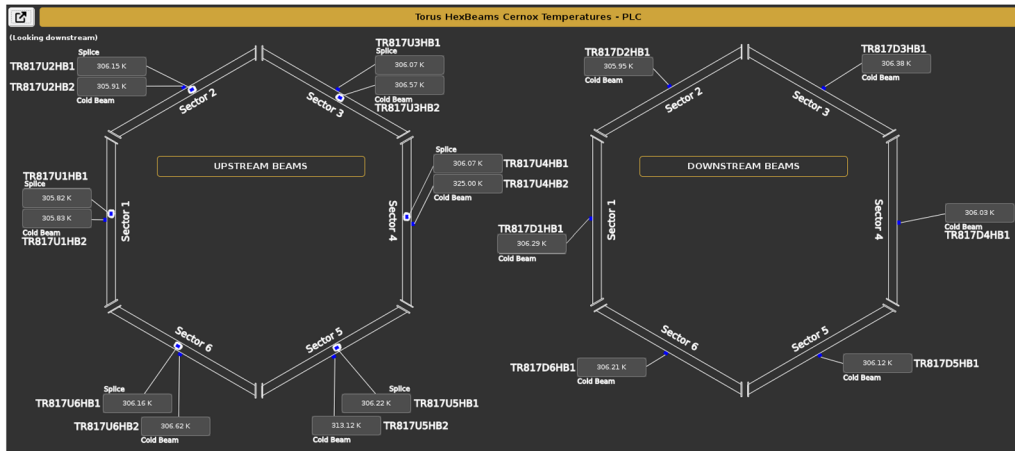 Torus HexBeams Cernox Temperatures - PLC
(Looking downstream)
Splice
TR817U2HB1 306.15 K
TR817U2HB2 305.91 K
Cold Beam
Sector 2
TR817U3HB1
Splice
306.07 K
306.57 K
Cold Beam
TR817U3HB2
Sector 3
UPSTREAM BEAMS
Splice
306.07 K TR817U4HB1
325.00 K TR817U4HB2
Cold Beam
Sector 4
TR817U1HB1
Splice
305.82 K
305.83 K
Cold Beam
TR817U1HB2
Sector 1
Sector 6
Splice
TR817U6HB1 306.16 K
TR817U6HB2 306.62 K
Cold Beam
Sector 5
Splice
306.22 K TR817U5HB1
313.12 K TR817U5HB2
Cold Beam
TR817D2HB1
305.95 K
Cold Beam
Sector 2
TR817D3HB1
306.38 K
Cold Beam
Sector 3
DOWNSTREAM BEAMS
TR817D1HB1
306.29 K
Cold Beam
Sector 1
306.03 K
Cold Beam
TR817D4HB1
Sector 4
Sector 6
TR817D6HB1 306.21 K
Cold Beam
Sector 5
306.12 K TR817D5HB1
Cold Beam